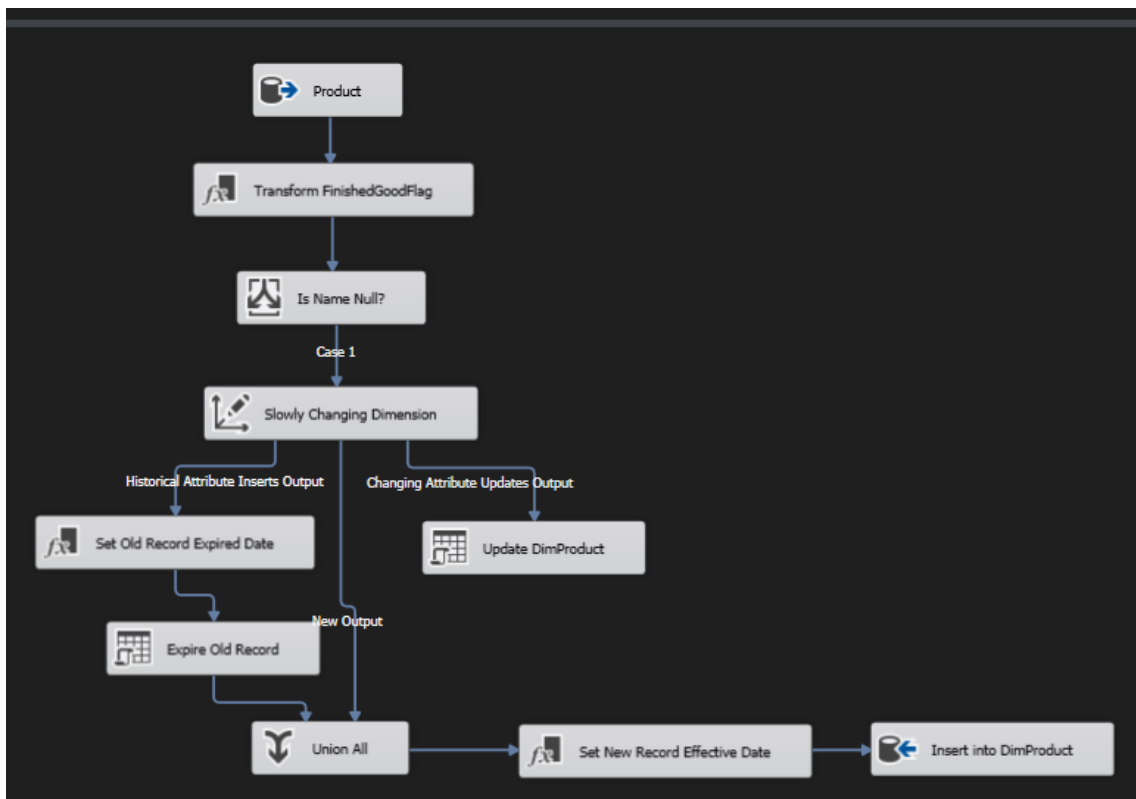 Product
Transform FinishedGoodFlag
Is Name Null?
Case 1
Slowly Changing Dimension
Historical Attribute Inserts Output
Changing Attribute Updates Output
Set Old Record Expired Date
Update DimProduct
New Output
Expire Old Record
Union All
Set New Record Effective Date
Insert into DimProduct